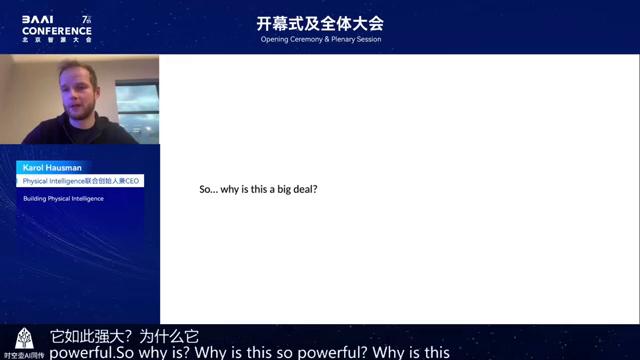 BAAI
CONFERENCE
北京智源大会
7th
开幕式及全体大会
Opening Ceremony & Plenary Session
Karol Hausman
Physical Intelligence联合创始人兼CEO
Building Physical Intelligence
So... why is this a big deal?
时空壶AI同传
它如此强大？为什么它
powerful.So why is? Why is this so powerful? Why is this